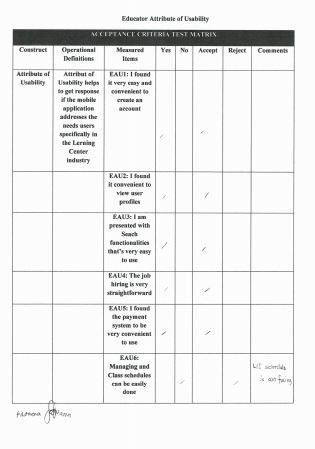 Educator Attribute of Usability
ACCEPTANCE CRITERIA TEST MATRIX
Construct Operational Definitions Measured Items Yes No Accept Reject Comments
Attribute of
Usability
Attribut of
Usability helps
to get response
if the mobile
application
addresses the
needs users
specifically in
the Lerning
Center
industry
EAU1: I found
it very easy and
convenient to
create an
account
EAU2: I found
it convenient to
view user
profiles
EAU3: I am
presented with
Seach
functionalities
that's very easy
to use
EAU4: The job
hiring is very
straightforward
EAU5: I found
the payment
system to be
very convenient
to use
EAU6:
Managing and
Class schedules
can be easily
done
is confusing